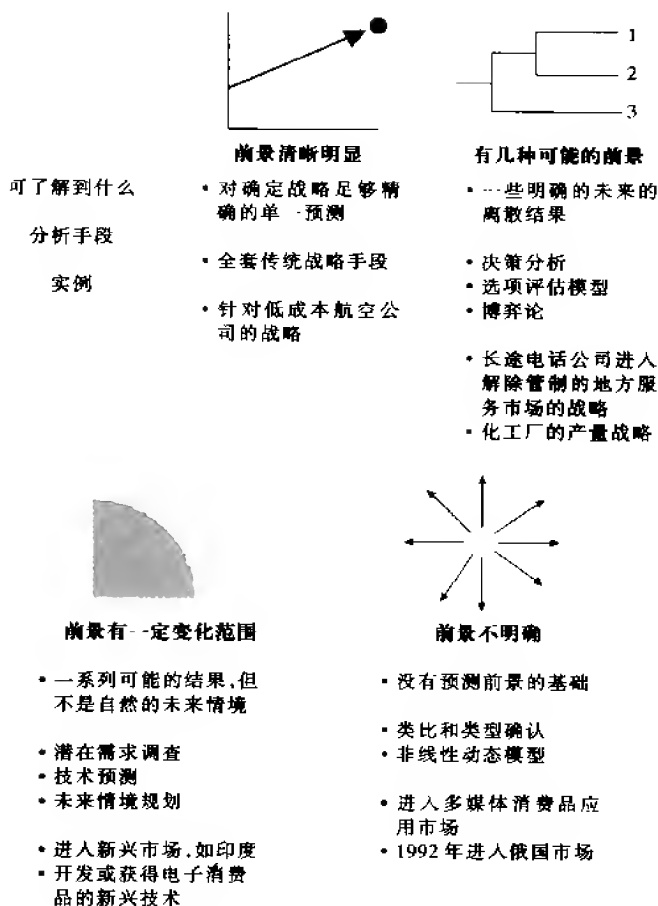 1
2
3
前景清晰明显
有几种可能的前景
可了解到什么
分析手段
实例
• 对确定战略足够精
确的单一预测
• 全套传统战略手段
• 针对低成本航空公
司的战略
• 一些明确的未来的
离散结果
• 决策分析
• 选项评估模型
• 博弈论
• 长途电话公司进入
解除管制的地方服
务市场的战略
• 化工厂的产量战略
前景有一定变化范围
前景不明确
• 一系列可能的结果,但
不是自然的未来情境
• 潜在需求调查
• 技术预测
• 未来情境规划
• 进入新兴市场,如印度
• 开发或获得电子消费
品的新兴技术
• 没有预测前景的基础
• 类比和类型确认
• 非线性动态模型
• 进入多媒体消费品应
用市场
• 1992年进入俄国市场